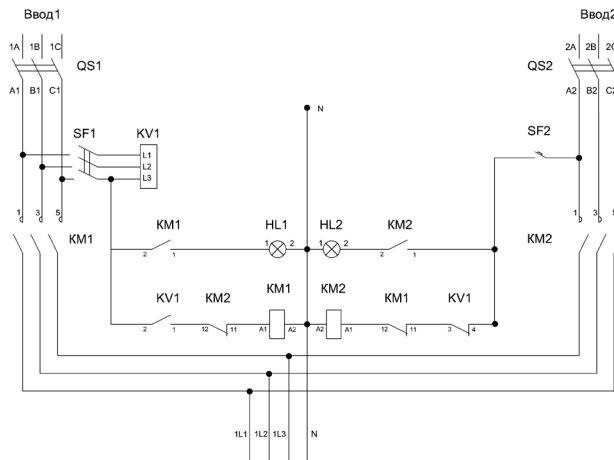 Ввод1 Ввод2
1A 1B 1C 2A 2B 2C
QS1 QS2
A1 B1 C1 A2 B2 C2
N
SF1 KV1 SF2
L1
L2
L3
1 3 5 KM1 HL1 HL2 KM2 1 3 5
KM1 KM2
2 1 1 2 1 2 2 1
KV1 KM2 KM1 KM2 KM1 KV1
2 1 12 11 A1 A2 A2 A1 12 11 3 4
1L1 1L2 1L3 N